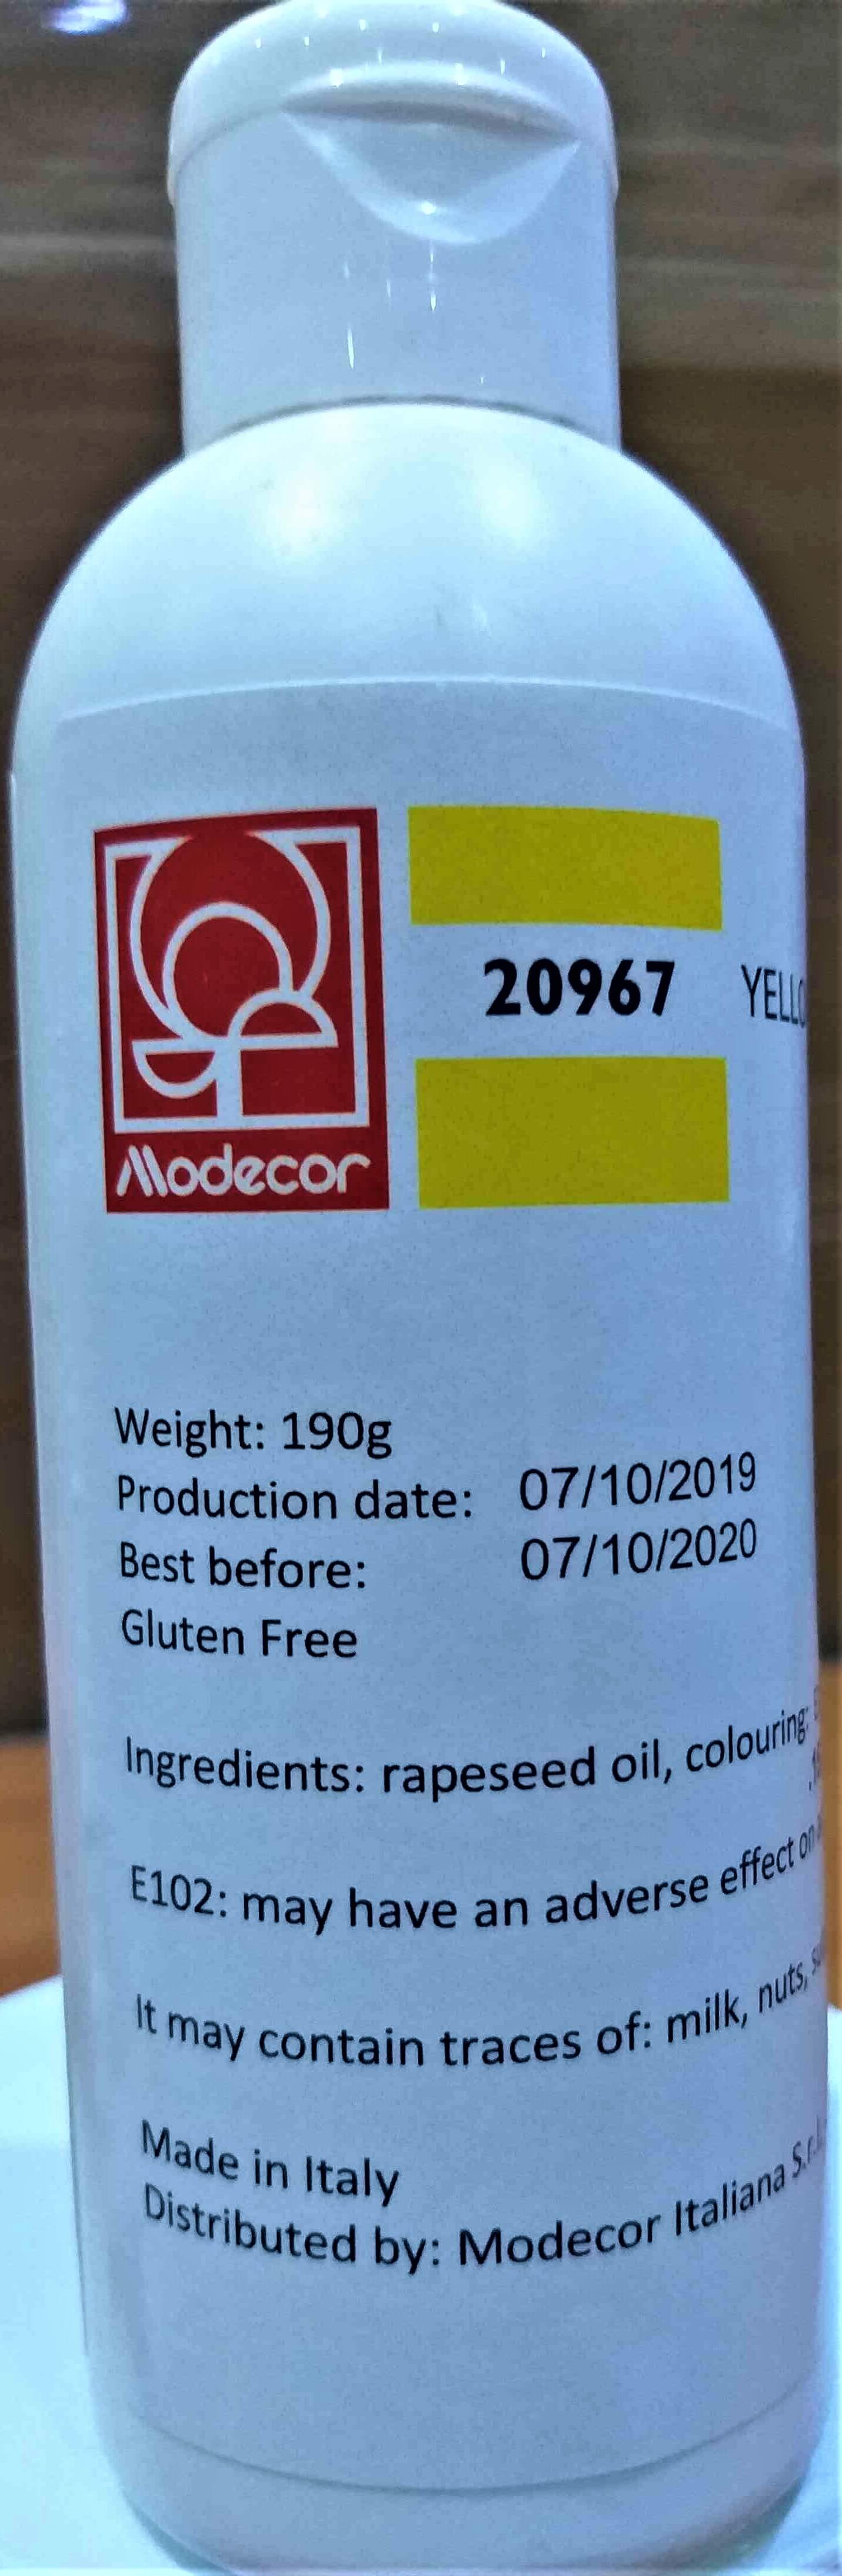 20967
Modecor
Weight: 190g
Production date: 07/10/2019
Best before: 07/10/2020
Gluten Free
Ingredients: rapeseed oil, colouring:
E102: may have an adverse effect on
It may contain traces of: milk, nuts,
Made in Italy
Distributed by: Modecor Italiana S.r.l.